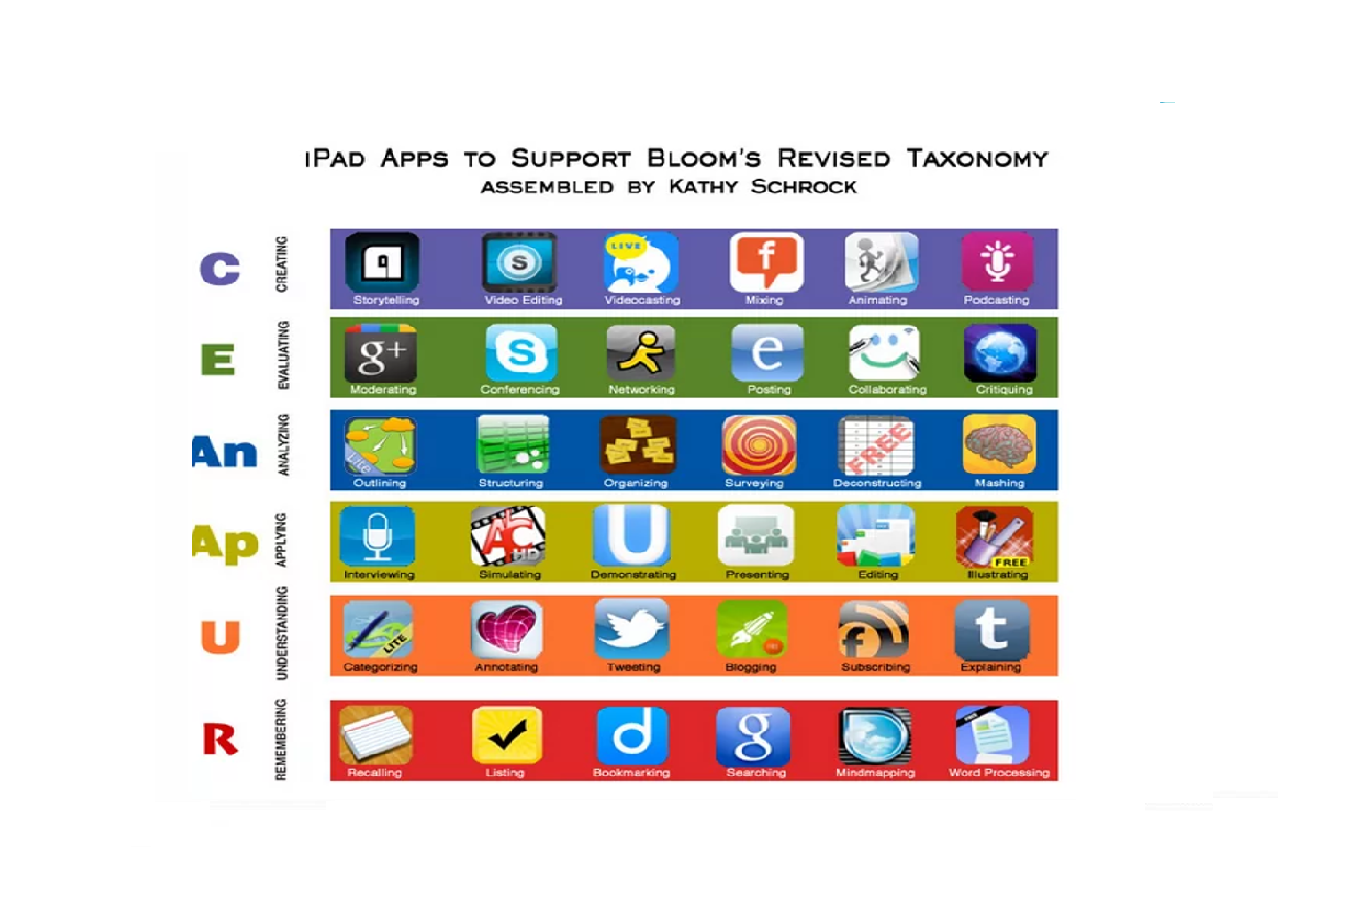 iPad Apps to Support Bloom's Revised Taxonomy
assembled by Kathy Schrock
C
CREATING
LIVE
S
f
Storytelling Video Editing Videocasting Mixing Animating Podcasting
E
EVALUATING
g+
S
e
Moderating Conferencing Networking Posting Collaborating Critiquing
An
ANALYZING
Lite
FREE
Outlining Structuring Organizing Surveying Deconstructing Mashing
Ap
APPLYING
ALC
HD
U
FREE
Interviewing Simulating Demonstrating Presenting Editing Illustrating
U
UNDERSTANDING
LITE
f
t
Categorizing Annotating Tweeting Blogging Subscribing Explaining
R
REMEMBERING
d
g
FREE
Recalling Listing Bookmarking Searching Mindmapping Word Processing